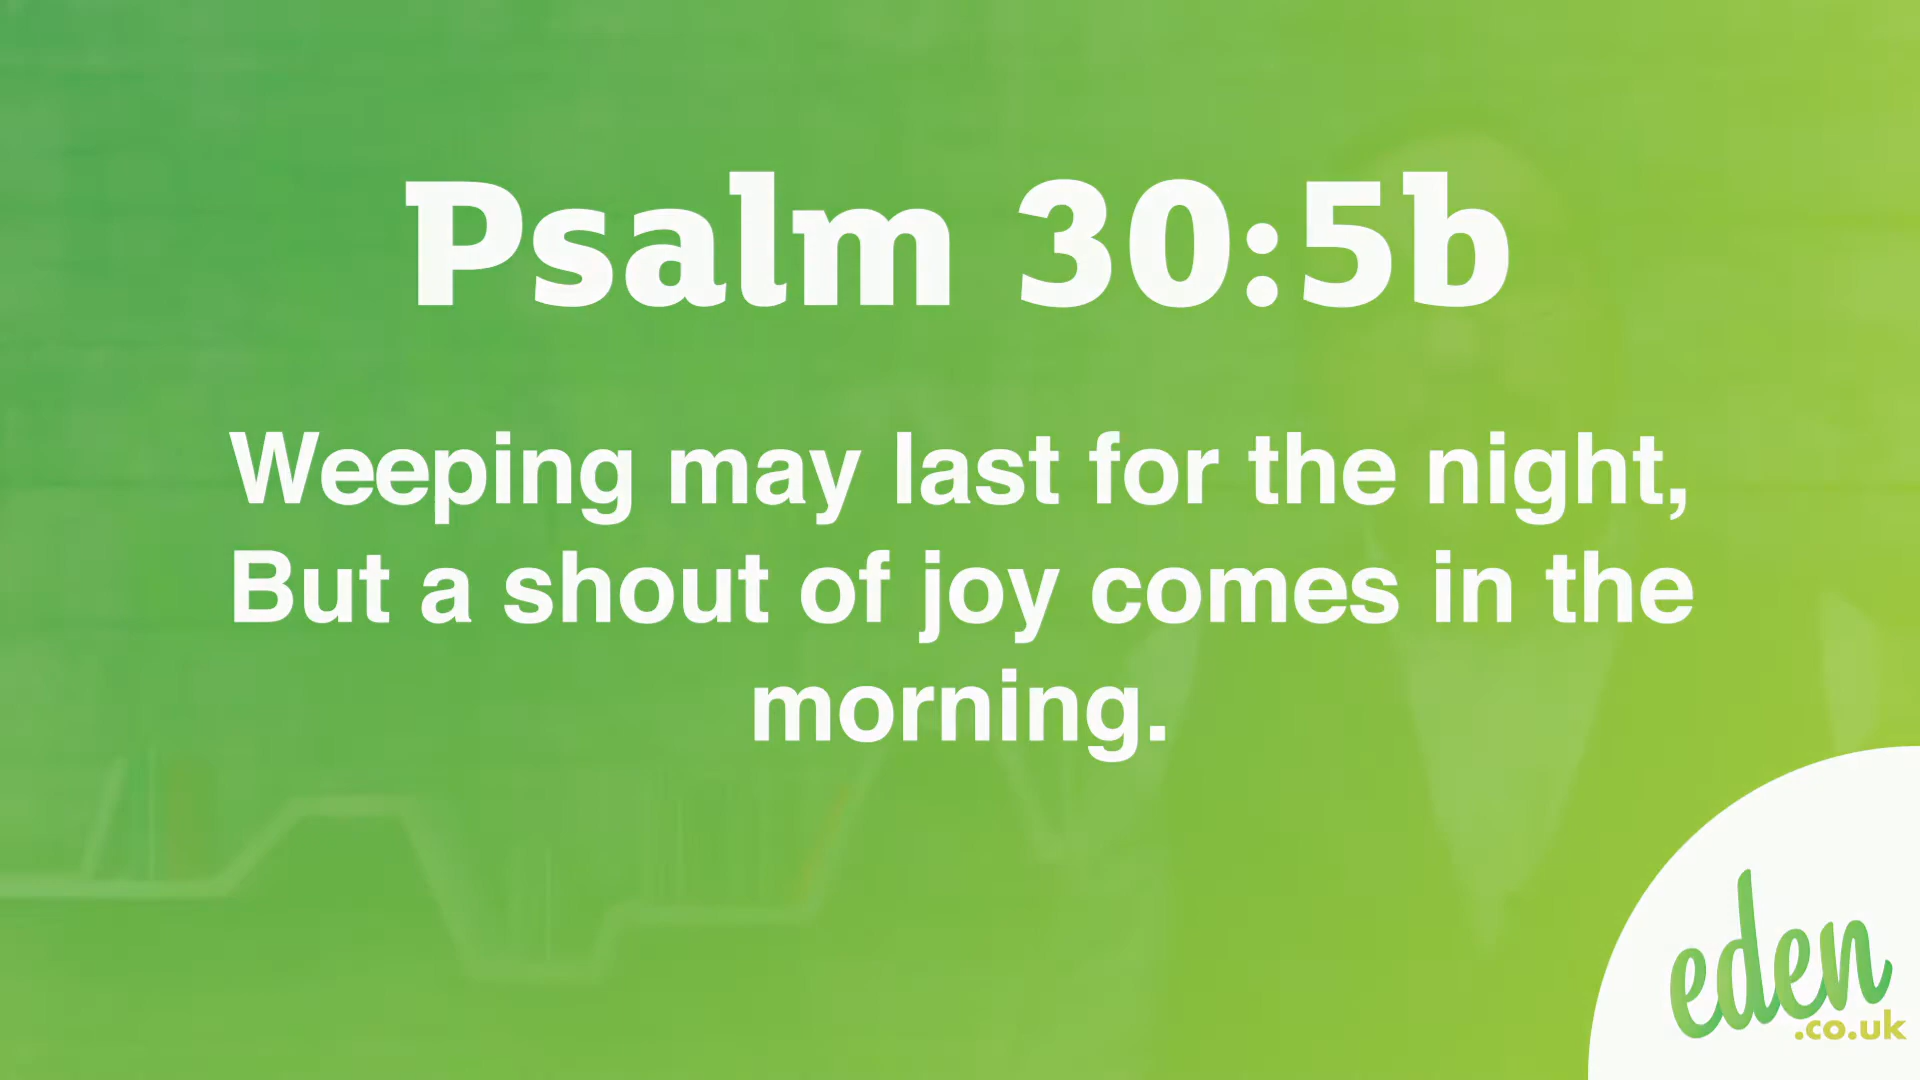 Psalm 30:5b
Weeping may last for the night,
But a shout of joy comes in the
morning.
eden
.co.uk